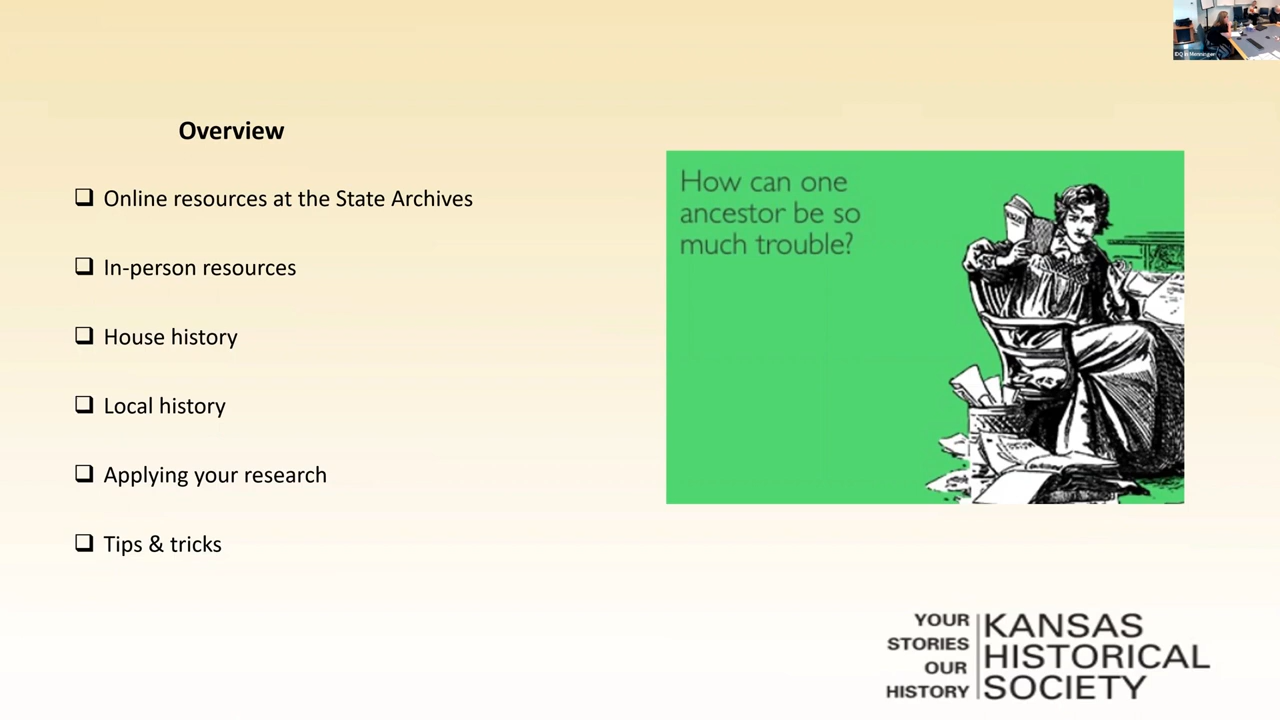 Overview
Online resources at the State Archives
In-person resources
House history
Local history
Applying your research
Tips & tricks
How can one
ancestor be so
much trouble?
YOUR
STORIES
OUR
HISTORY
KANSAS
HISTORICAL
SOCIETY